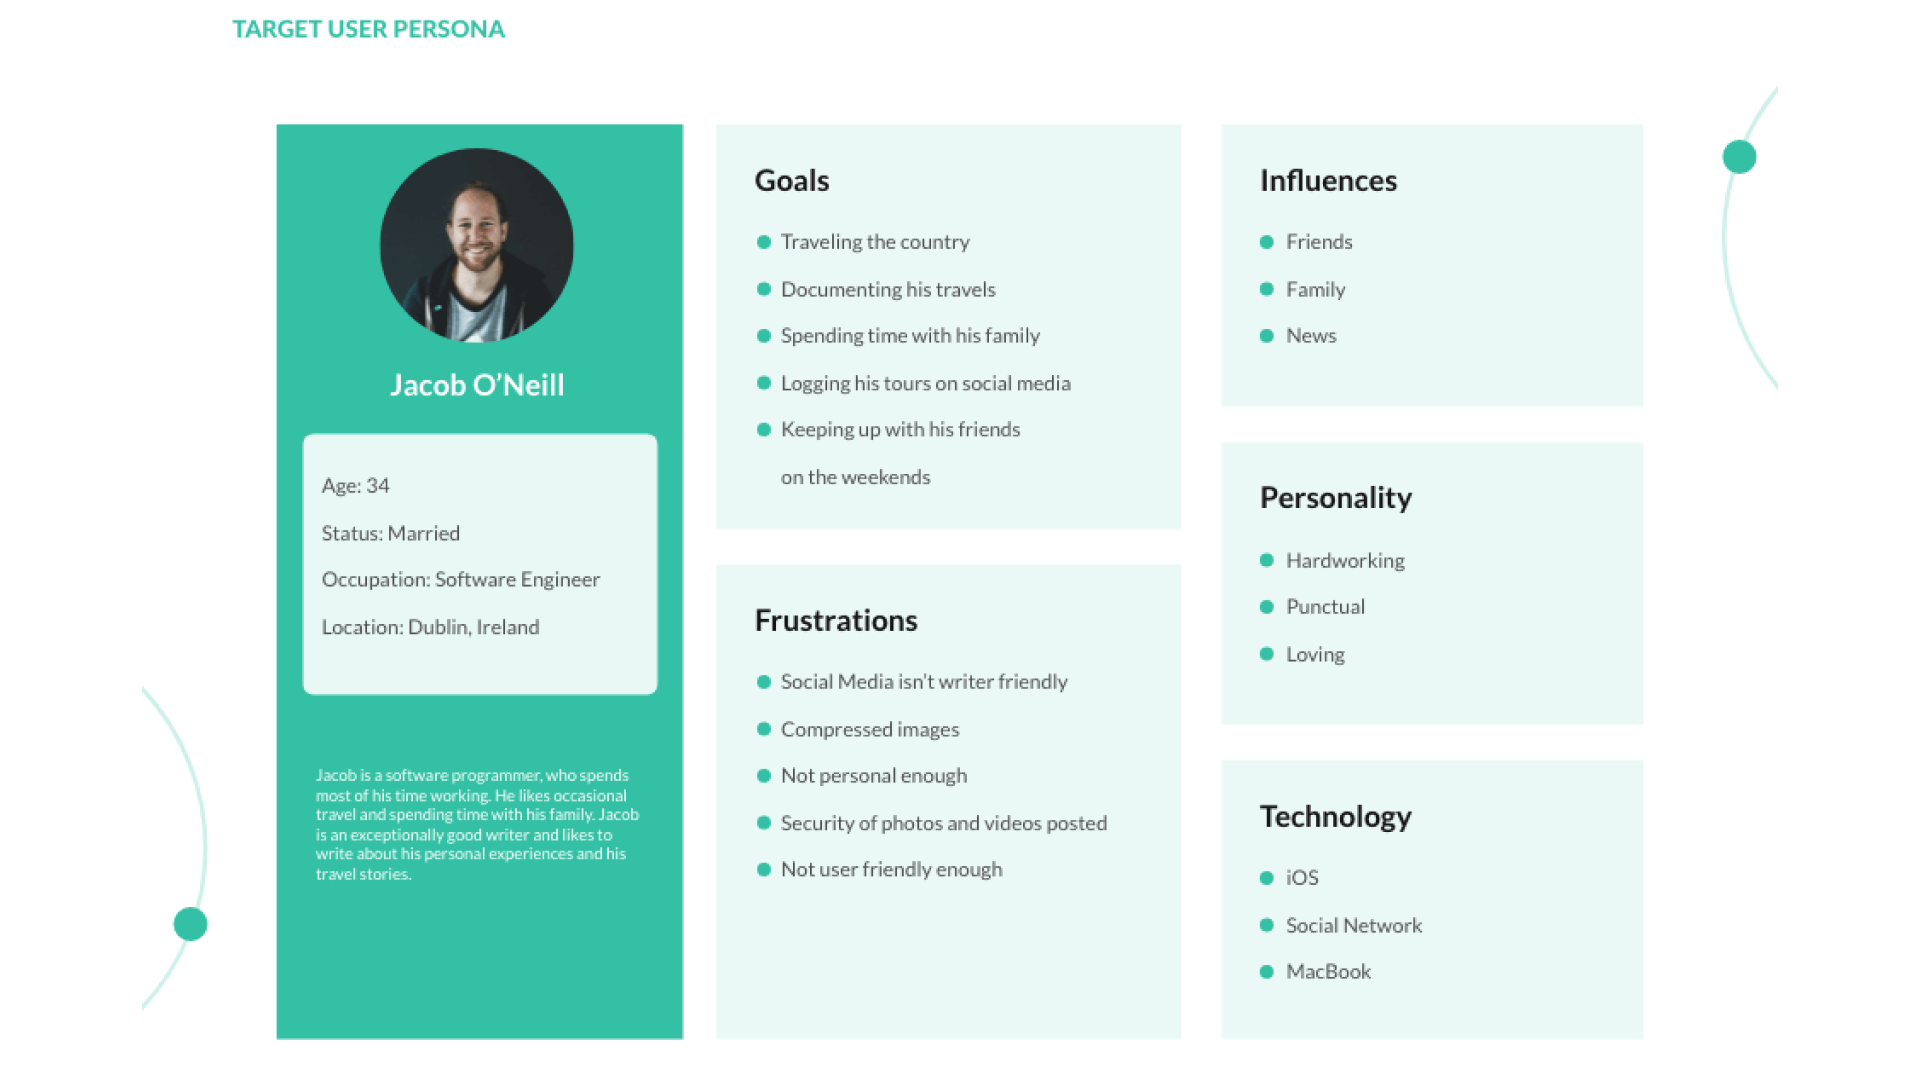 TARGET USER PERSONA
Jacob O’Neill
Age: 34
Status: Married
Occupation: Software Engineer
Location: Dublin, Ireland
Jacob is a software programmer, who spends
most of his time working. He likes occasional
travel and spending time with his family. Jacob
is an exceptionally good writer and likes to
write about his personal experiences and his
travel stories.
Goals
Traveling the country
Documenting his travels
Spending time with his family
Logging his tours on social media
Keeping up with his friends
on the weekends
Frustrations
Social Media isn't writer friendly
Compressed images
Not personal enough
Security of photos and videos posted
Not user friendly enough
Influences
Friends
Family
News
Personality
Hardworking
Punctual
Loving
Technology
iOS
Social Network
MacBook